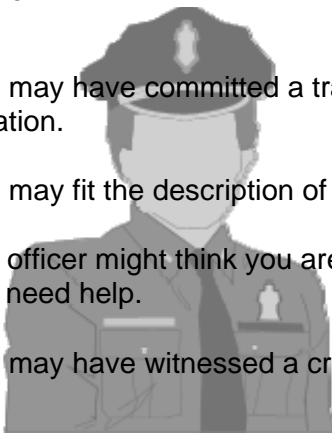 may have committed a tra
ation.
may fit the description of
officer might think you are
need help.
may have witnessed a cr